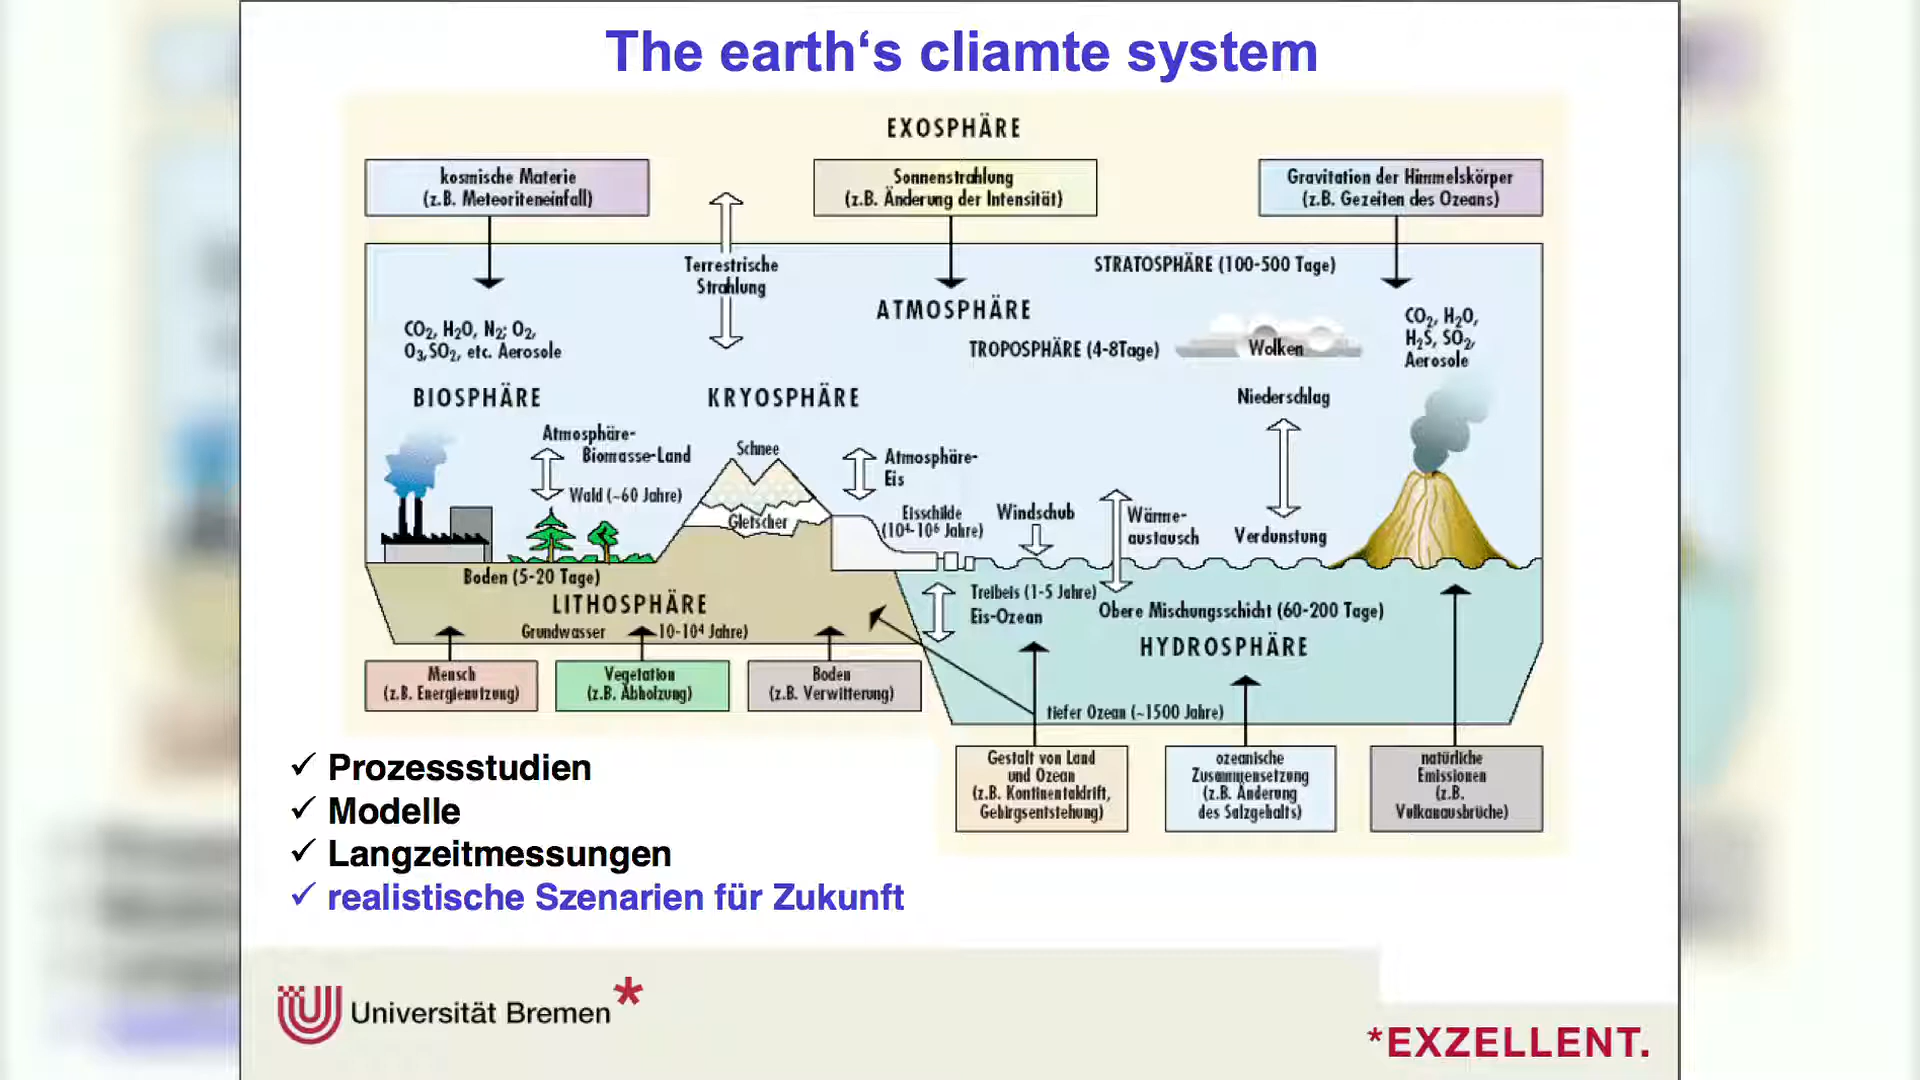 The earth‘s cliamte system
EXOSPHÄRE
kosmische Materie
(z.B. Meteoriteneinfall)
Sonnenstrahlung
(z.B. Änderung der Intensität)
Gravitation der Himmelskörper
(z.B. Gezeiten des Ozeans)
Terrestrische
Strahlung
STRATOSPHÄRE (100-500 Tage)
ATMOSPHÄRE
TROPOSPHÄRE (4-8Tage)
Wolken
CO2, H2O, N2; O2,
O3,SO2, etc. Aerosole
CO2, H2O,
H2S, SO2,
Aerosole
BIOSPHÄRE
KRYOSPHÄRE
Niederschlag
Atmosphäre-
Biomasse-Land
Wald (~60 Jahre)
Schnee
Gletscher
Atmosphäre-
Eis
Eisschilde
(10⁴-10⁶ Jahre)
Windschub
Wärme-
austausch
Verdunstung
Boden (5-20 Tage)
LITHOSPHÄRE
Grundwasser 10-10⁴ Jahre)
Treibeis (1-5 Jahre)
Eis-Ozean
Obere Mischungsschicht (60-200 Tage)
HYDROSPHÄRE
tiefer Ozean (~1500 Jahre)
Mensch
(z.B. Energienutzung)
Vegetation
(z.B. Abholzung)
Boden
(z.B. Verwitterung)
Gestalt von Land
und Ozean
(z.B. Kontinentaldrift,
Gebirgsentstehung)
ozeanische
Zusammensetzung
(z.B. Änderung
des Salzgehalts)
natürliche
Emissionen
(z.B.
Vulkanausbrüche)
✓ Prozessstudien
✓ Modelle
✓ Langzeitmessungen
✓ realistische Szenarien für Zukunft
Universität Bremen*
*EXZELLENT.